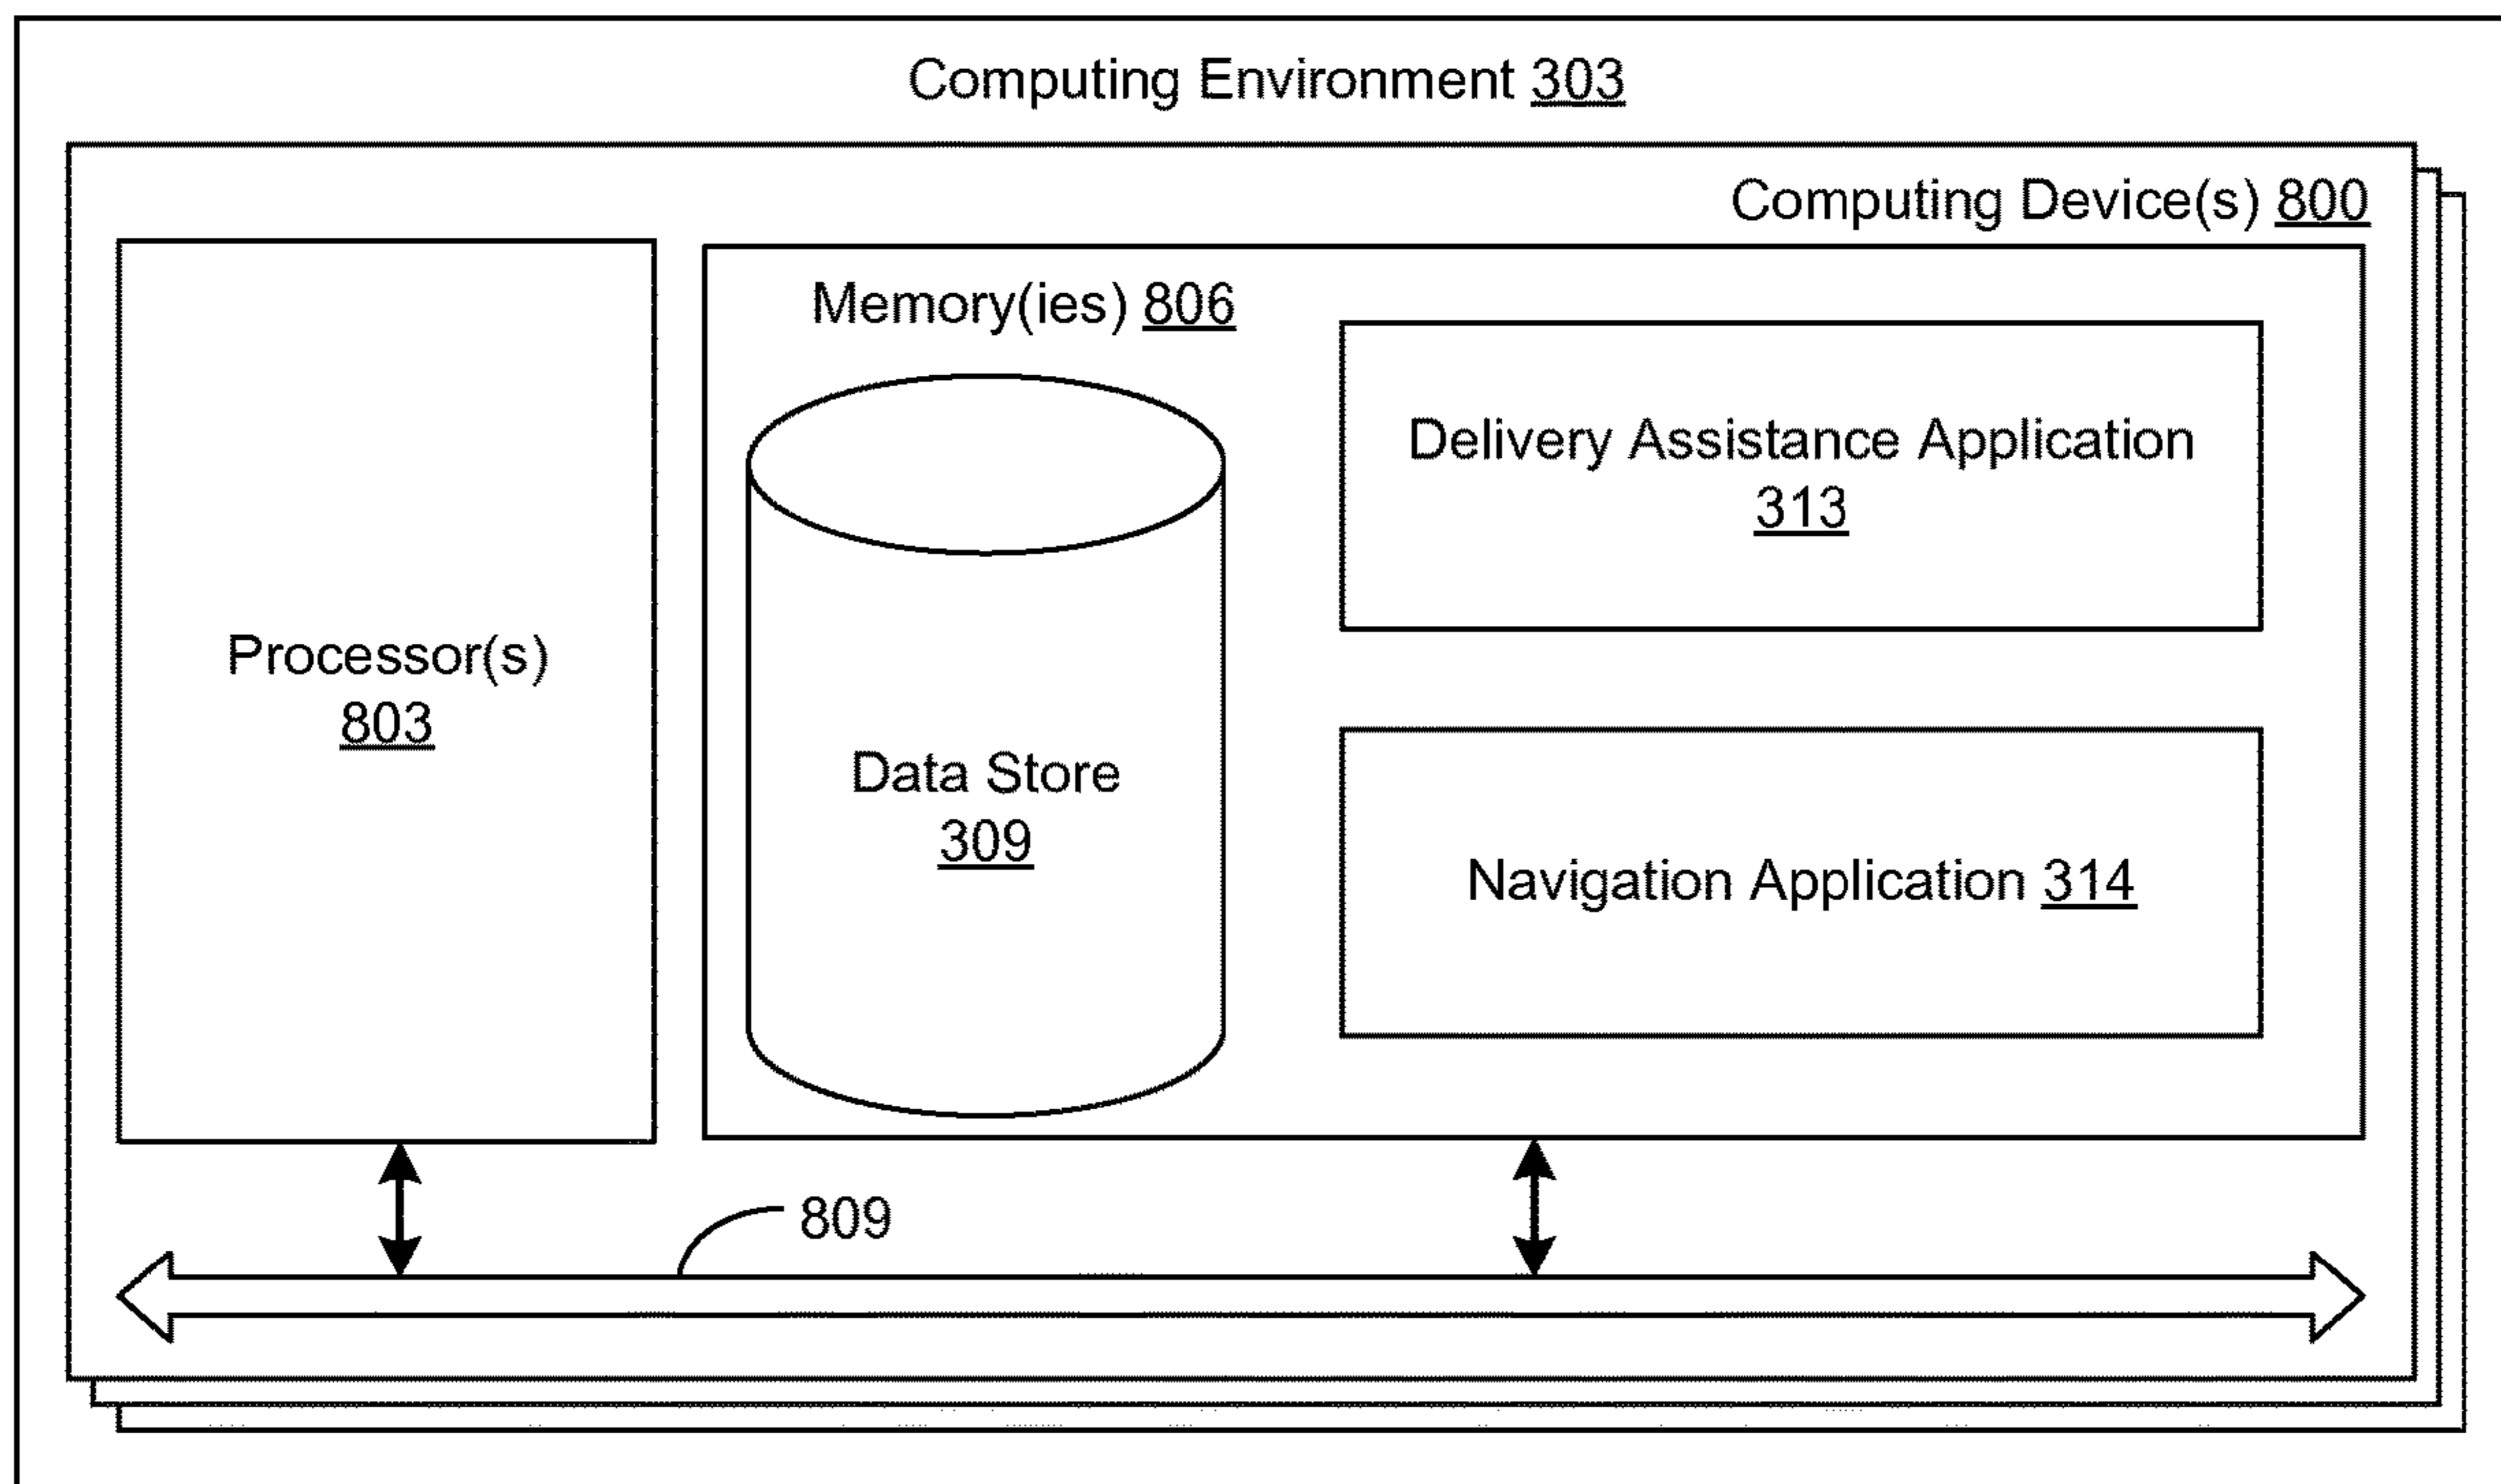 Computing Environment 303
Computing Device(s) 800
Memory(ies) 806
Delivery Assistance Application
313
Processor(s)
803
Data Store
309
Navigation Application 314
809